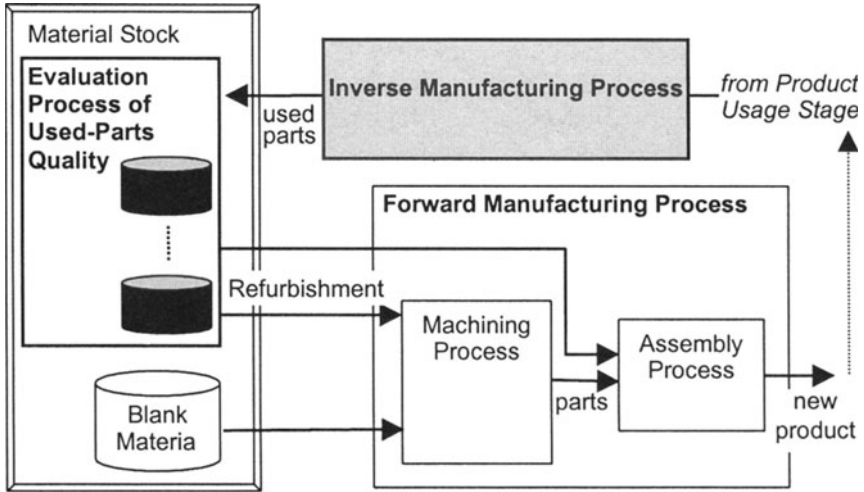 Material Stock
Evaluation
Process of
Used-Parts
Quality
used
parts
Inverse Manufacturing Process
from Product
Usage Stage
Forward Manufacturing Process
Refurbishment
Machining
Process
parts
Assembly
Process
new
product
Blank
Materia